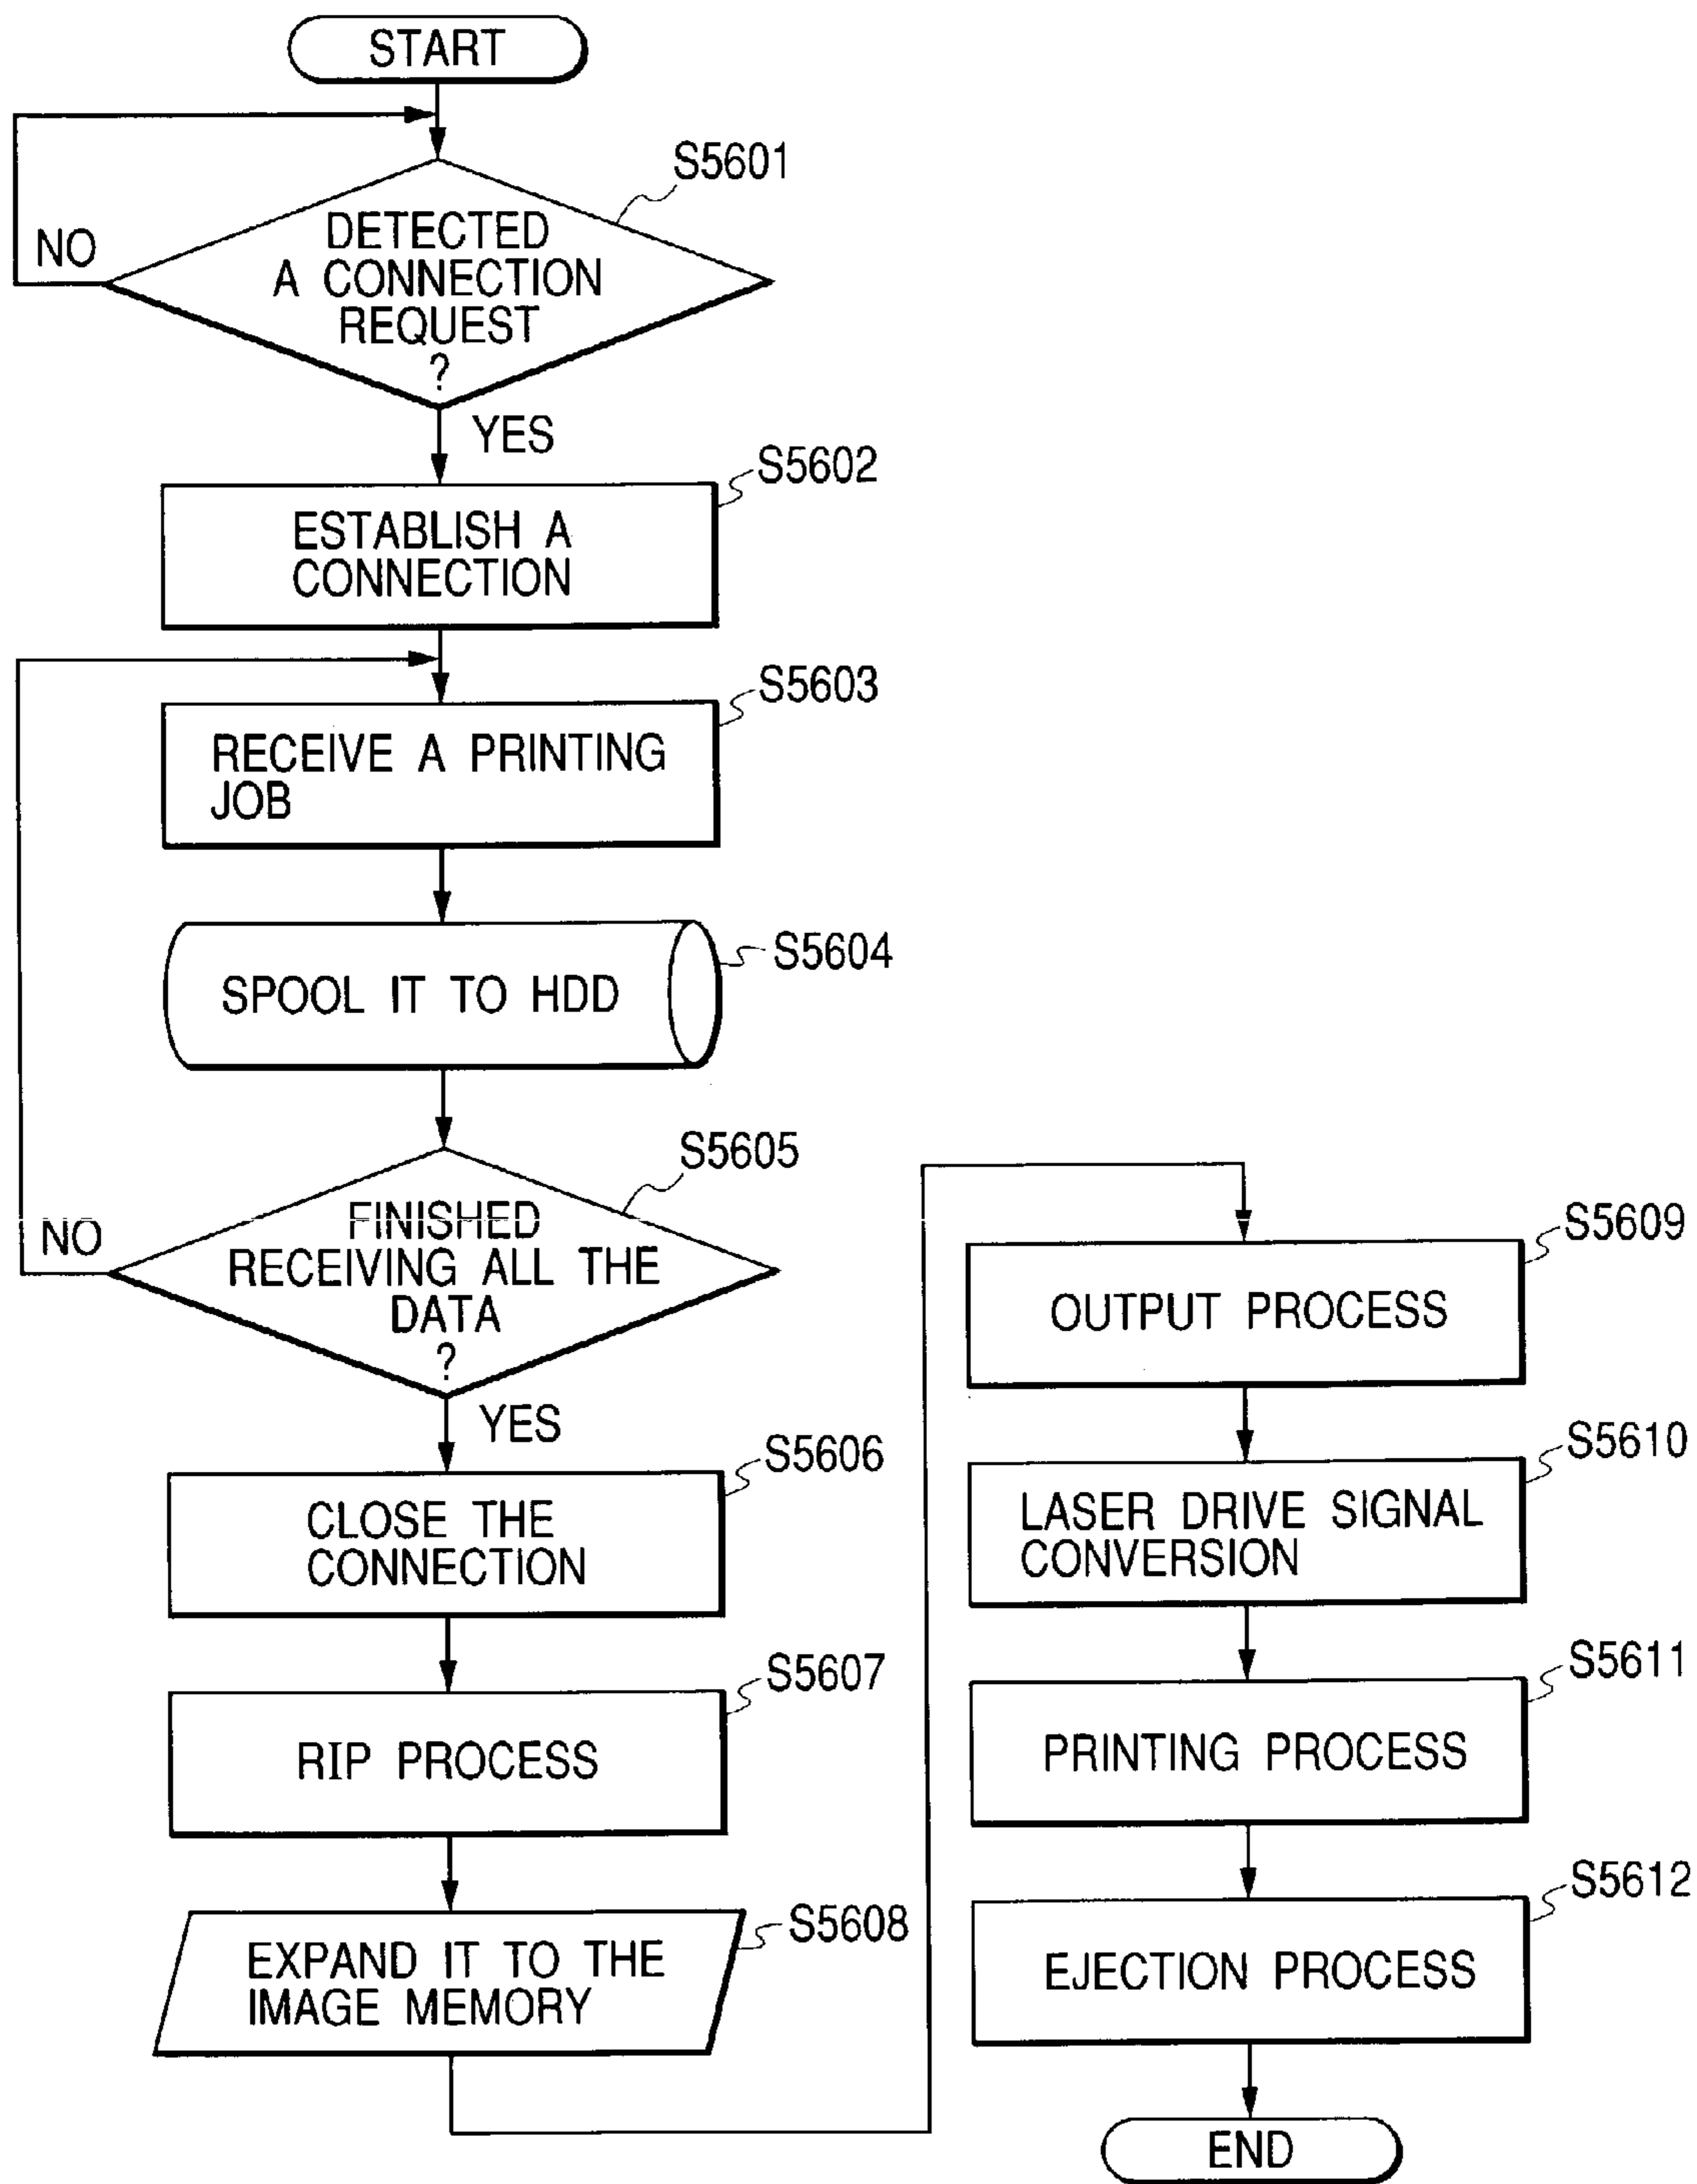 START
S5601
NO
DETECTED
A CONNECTION
REQUEST
?
YES
S5602
ESTABLISH A
CONNECTION
S5603
RECEIVE A PRINTING
JOB
S5604
SPOOL IT TO HDD
S5605
NO
FINISHED
RECEIVING ALL THE
DATA
?
YES
S5606
CLOSE THE
CONNECTION
S5607
RIP PROCESS
S5608
EXPAND IT TO THE
IMAGE MEMORY
S5609
OUTPUT PROCESS
S5610
LASER DRIVE SIGNAL
CONVERSION
S5611
PRINTING PROCESS
S5612
EJECTION PROCESS
END